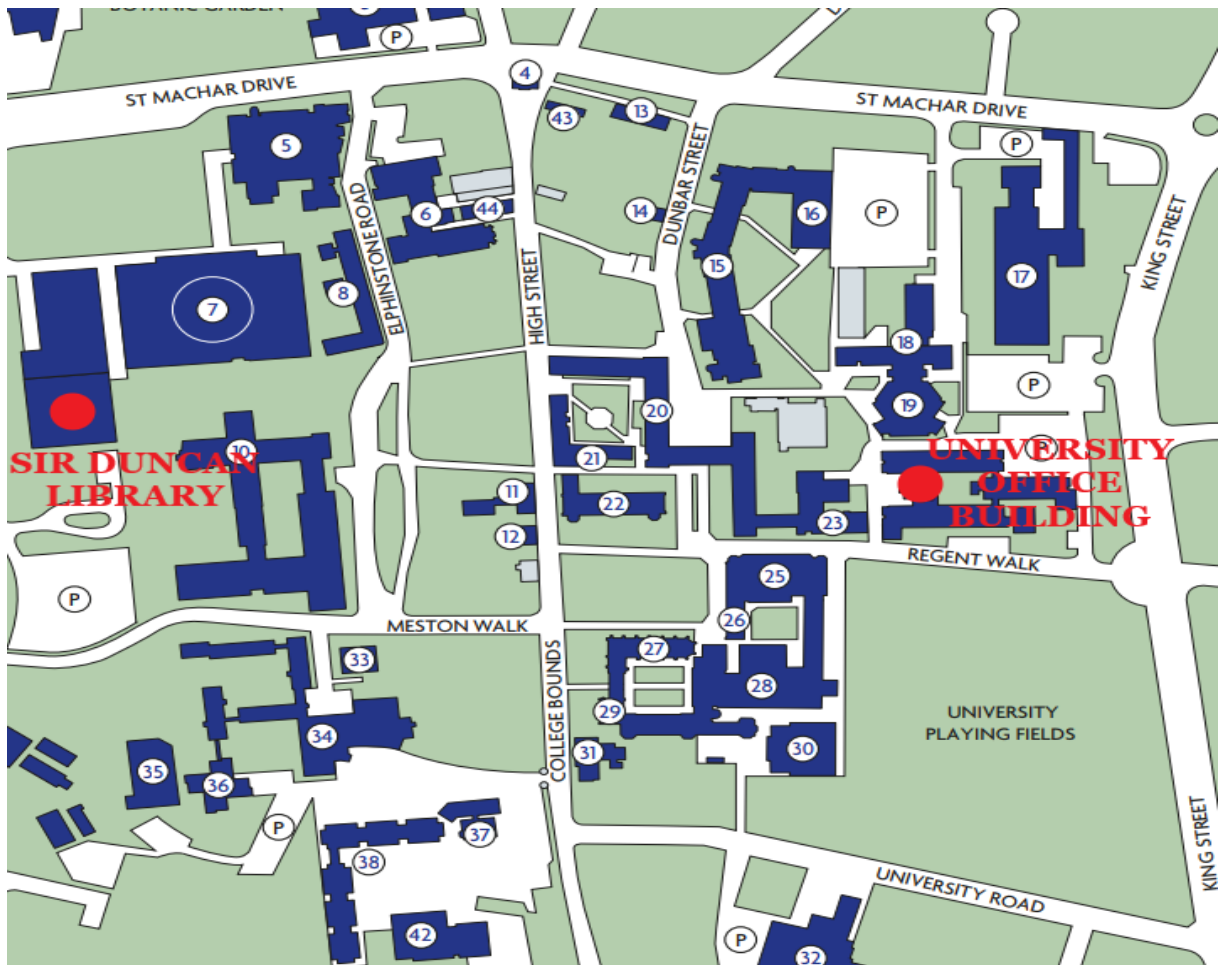 BOTANIC GARDEN
P
ST MACHAR DRIVE
4
43
13
ST MACHAR DRIVE
P
5
ELPHINSTONE ROAD
6
44
HIGH STREET
14
DUNBAR STREET
16
P
15
17
KING STREET
7
8
18
P
19
20
10
21
P
SIR DUNCAN
LIBRARY
UNIVERSITY
OFFICE
BUILDING
11
22
12
23
REGENT WALK
P
25
26
MESTON WALK
27
33
28
COLLEGE BOUNDS
29
UNIVERSITY
PLAYING FIELDS
34
31
30
35
36
P
37
38
KING STREET
UNIVERSITY ROAD
42
P
32